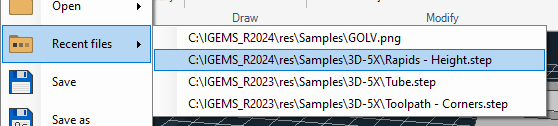 Open
Draw
Modify
Recent files
C:\IGEMS_R2024\res\Samples\GOLV.png
C:\IGEMS_R2024\res\Samples\3D-5X\Rapids - Height.step
C:\IGEMS_R2023\res\Samples\3D-5X\Tube.step
C:\IGEMS_R2023\res\Samples\3D-5X\Toolpath - Corners.step
Save
Save as